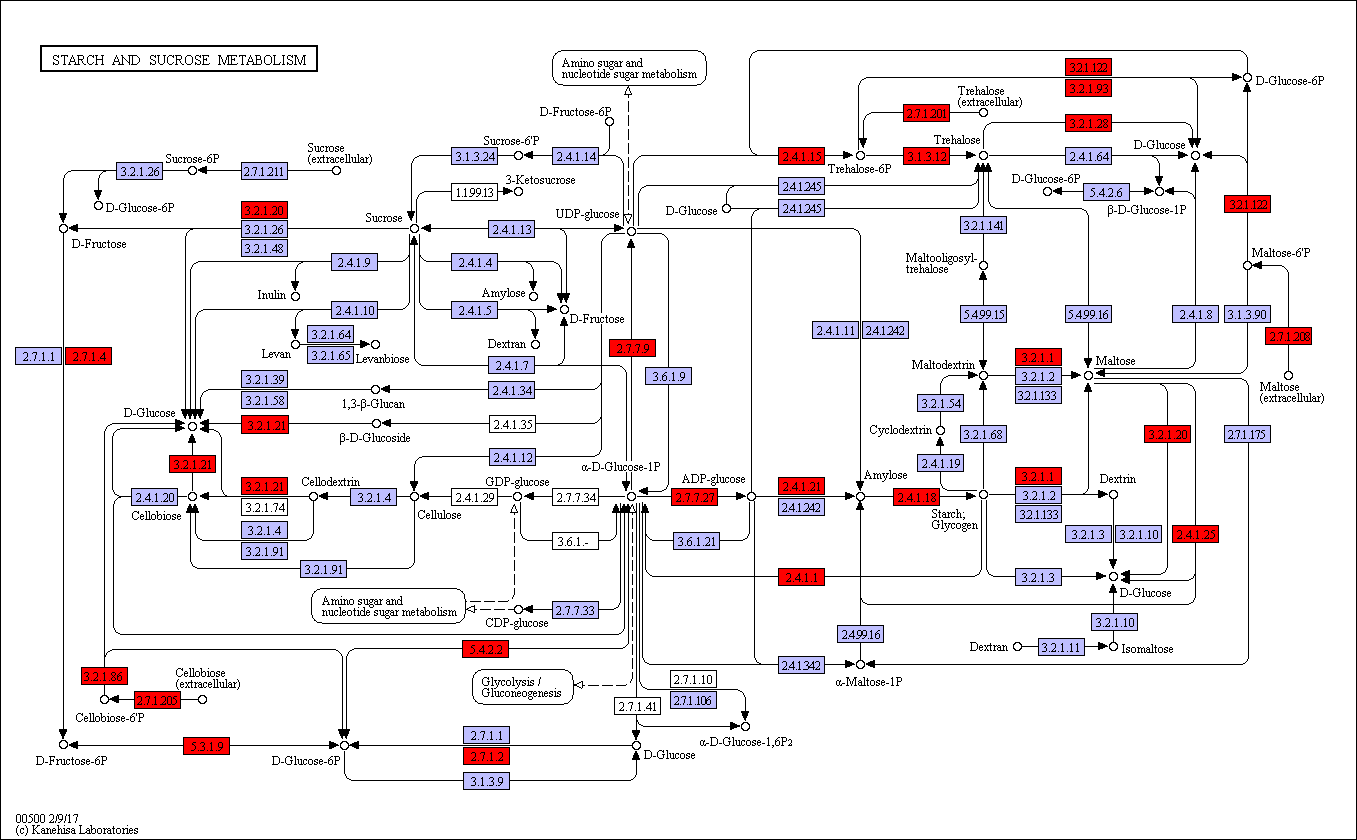 STARCH AND SUCROSE METABOLISM
Amino sugar and
nucleotide sugar metabolism
3.2.1.122
D-Glucose-6P
3.2.1.93
Trehalose
(extracellular)
2.7.1.201
D-Fructose-6P
3.2.1.28
Sucrose-6'P
Trehalose
D-Glucose
Sucrose
(extracellular)
3.1.3.24
2.4.1.14
2.4.1.15
3.1.3.12
2.4.1.64
Sucrose-6P
Trehalose-6P
3.2.1.26
2.7.1.211
3-Ketosucrose
2.4.1.245
D-Glucose-6P
5.4.2.6
1.1.99.13
D-Glucose-6P
3.2.1.20
Sucrose
UDP-glucose
D-Glucose
2.4.1.245
β-D-Glucose-1P
3.2.1.122
D-Fructose
3.2.1.26
2.4.1.13
3.2.1.141
3.2.1.48
Maltose-6'P
2.4.1.9
2.4.1.4
Maltooligosyl-
trehalose
Inulin
Amylose
2.4.1.10
2.4.1.5
D-Fructose
5.4.99.15
5.4.99.16
2.4.1.8
3.1.3.90
3.2.1.64
2.4.1.11
2.4.1.242
2.7.1.200
Levan
3.2.1.65
Levanbiose
Dextran
2.7.7.9
2.7.1.1
2.7.1.4
2.4.1.7
Maltodextrin
3.2.1.1
Maltose
3.6.1.9
3.2.1.2
3.2.1.39
2.4.1.34
3.2.1.133
Maltose
(extracellular)
3.2.1.58
1,3-β-Glucan
3.2.1.54
D-Glucose
3.2.1.21
2.4.1.35
Cyclodextrin
3.2.1.68
3.2.1.20
2.7.1.175
β-D-Glucoside
3.2.1.21
2.4.1.12
α-D-Glucose-1P
2.4.1.19
Cellodextrin
GDP-glucose
ADP-glucose
Amylose
3.2.1.1
Dextrin
3.2.1.21
2.4.1.21
2.4.1.20
3.2.1.4
2.4.1.29
2.7.7.34
2.7.7.27
2.4.1.18
3.2.1.2
3.2.1.74
2.4.1.242
Cellobiose
Cellulose
Starch;
Glycogen
3.2.1.133
3.2.1.4
3.6.1.-
3.6.1.21
3.2.1.3
3.2.1.10
2.4.1.25
3.2.1.91
3.2.1.91
2.4.1.1
3.2.1.3
D-Glucose
Amino sugar and
nucleotide sugar metabolism
2.7.7.33
CDP-glucose
3.2.1.10
2.4.99.16
5.4.2.2
Dextran
3.2.1.11
Isomaltose
2.4.1.342
3.2.1.86
Cellobiose
(extracellular)
Glycolysis /
Gluconeogenesis
α-Maltose-1P
2.7.1.10
2.7.1.205
2.7.1.106
2.7.1.41
Cellobiose-6'P
2.7.1.1
α-D-Glucose-1,6P2
5.3.1.9
D-Fructose-6P
D-Glucose-6P
2.7.1.2
D-Glucose
3.1.3.9
00500 2/9/17
(c) Kanehisa Laboratories